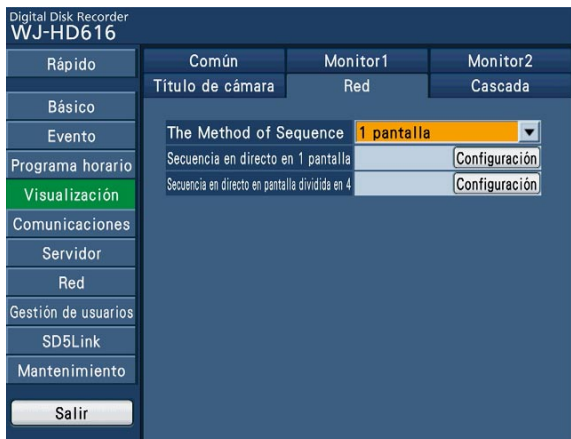 Digital Disk Recorder
WJ-HD616
Rápido
Básico
Evento
Programa horario
Visualización
Comunicaciones
Servidor
Red
Gestión de usuarios
SD5Link
Mantenimiento
Salir
Común Monitor1 Monitor2
Título de cámara Red Cascada
The Method of Sequence 1 pantalla
Secuencia en directo en 1 pantalla Configuración
Secuencia en directo en pantalla dividida en 4 Configuración